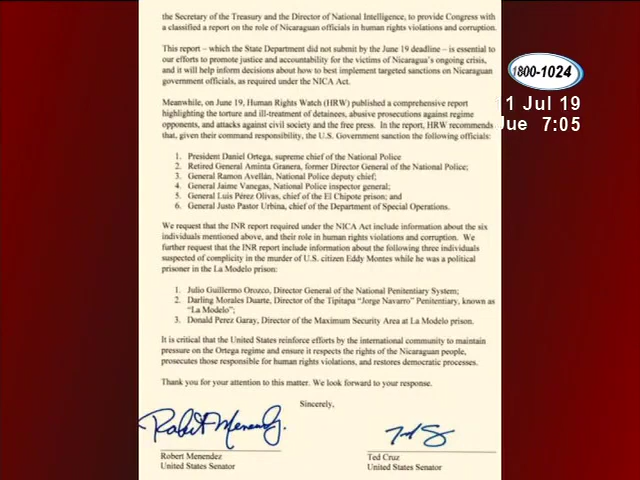 the Secretary of the Treasury and the Director of National Intelligence, to provide Congress with
a classified a report on the role of Nicaraguan officials in human rights violations and corruption.
This report – which the State Department did not submit by the June 19 deadline – is essential to
our efforts to promote justice and accountability for the victims of Nicaragua's ongoing crisis,
and it will help inform decisions about how to best implement targeted sanctions on Nicaraguan
government officials, as required under the NICA Act.
Meanwhile, on June 19, Human Rights Watch (HRW) published a comprehensive report
highlighting the torture and ill-treatment of detainees, abusive prosecutions against regime
opponents, and attacks against civil society and the free press. In the report, HRW recommends
that, given their command responsibility, the U.S. Government sanction the following officials:
1. President Daniel Ortega, supreme chief of the National Police
2. Retired General Aminta Granera, former Director General of the National Police;
3. General Ramon Avellán, National Police deputy chief;
4. General Jaime Vanegas, National Police inspector general;
5. General Luis Pérez Olivas, chief of the El Chipote prison; and
6. General Justo Pastor Urbina, chief of the Department of Special Operations.
We request that the INR report required under the NICA Act include information about the six
individuals mentioned above, and their role in human rights violations and corruption. We
further request that the INR report include information about the following three individuals
suspected of complicity in the murder of U.S. citizen Eddy Montes while he was a political
prisoner in the La Modelo prison:
1. Julio Guillermo Orozco, Director General of the National Penitentiary System;
2. Darling Morales Duarte, Director of the Tipitapa “Jorge Navarro” Penitentiary, known as
“La Modelo”;
3. Donald Perez Garay, Director of the Maximum Security Area at La Modelo prison.
It is critical that the United States reinforce efforts by the international community to maintain
pressure on the Ortega regime and ensure it respects the rights of the Nicaraguan people,
prosecutes those responsible for human rights violations, and restores democratic processes.
Thank you for your attention to this matter. We look forward to your response.
Sincerely,
Robert Menendez
Robert Menendez
United States Senator
Ted Cruz
United States Senator
1800-1024
11 Jul 19
Jue 7:05